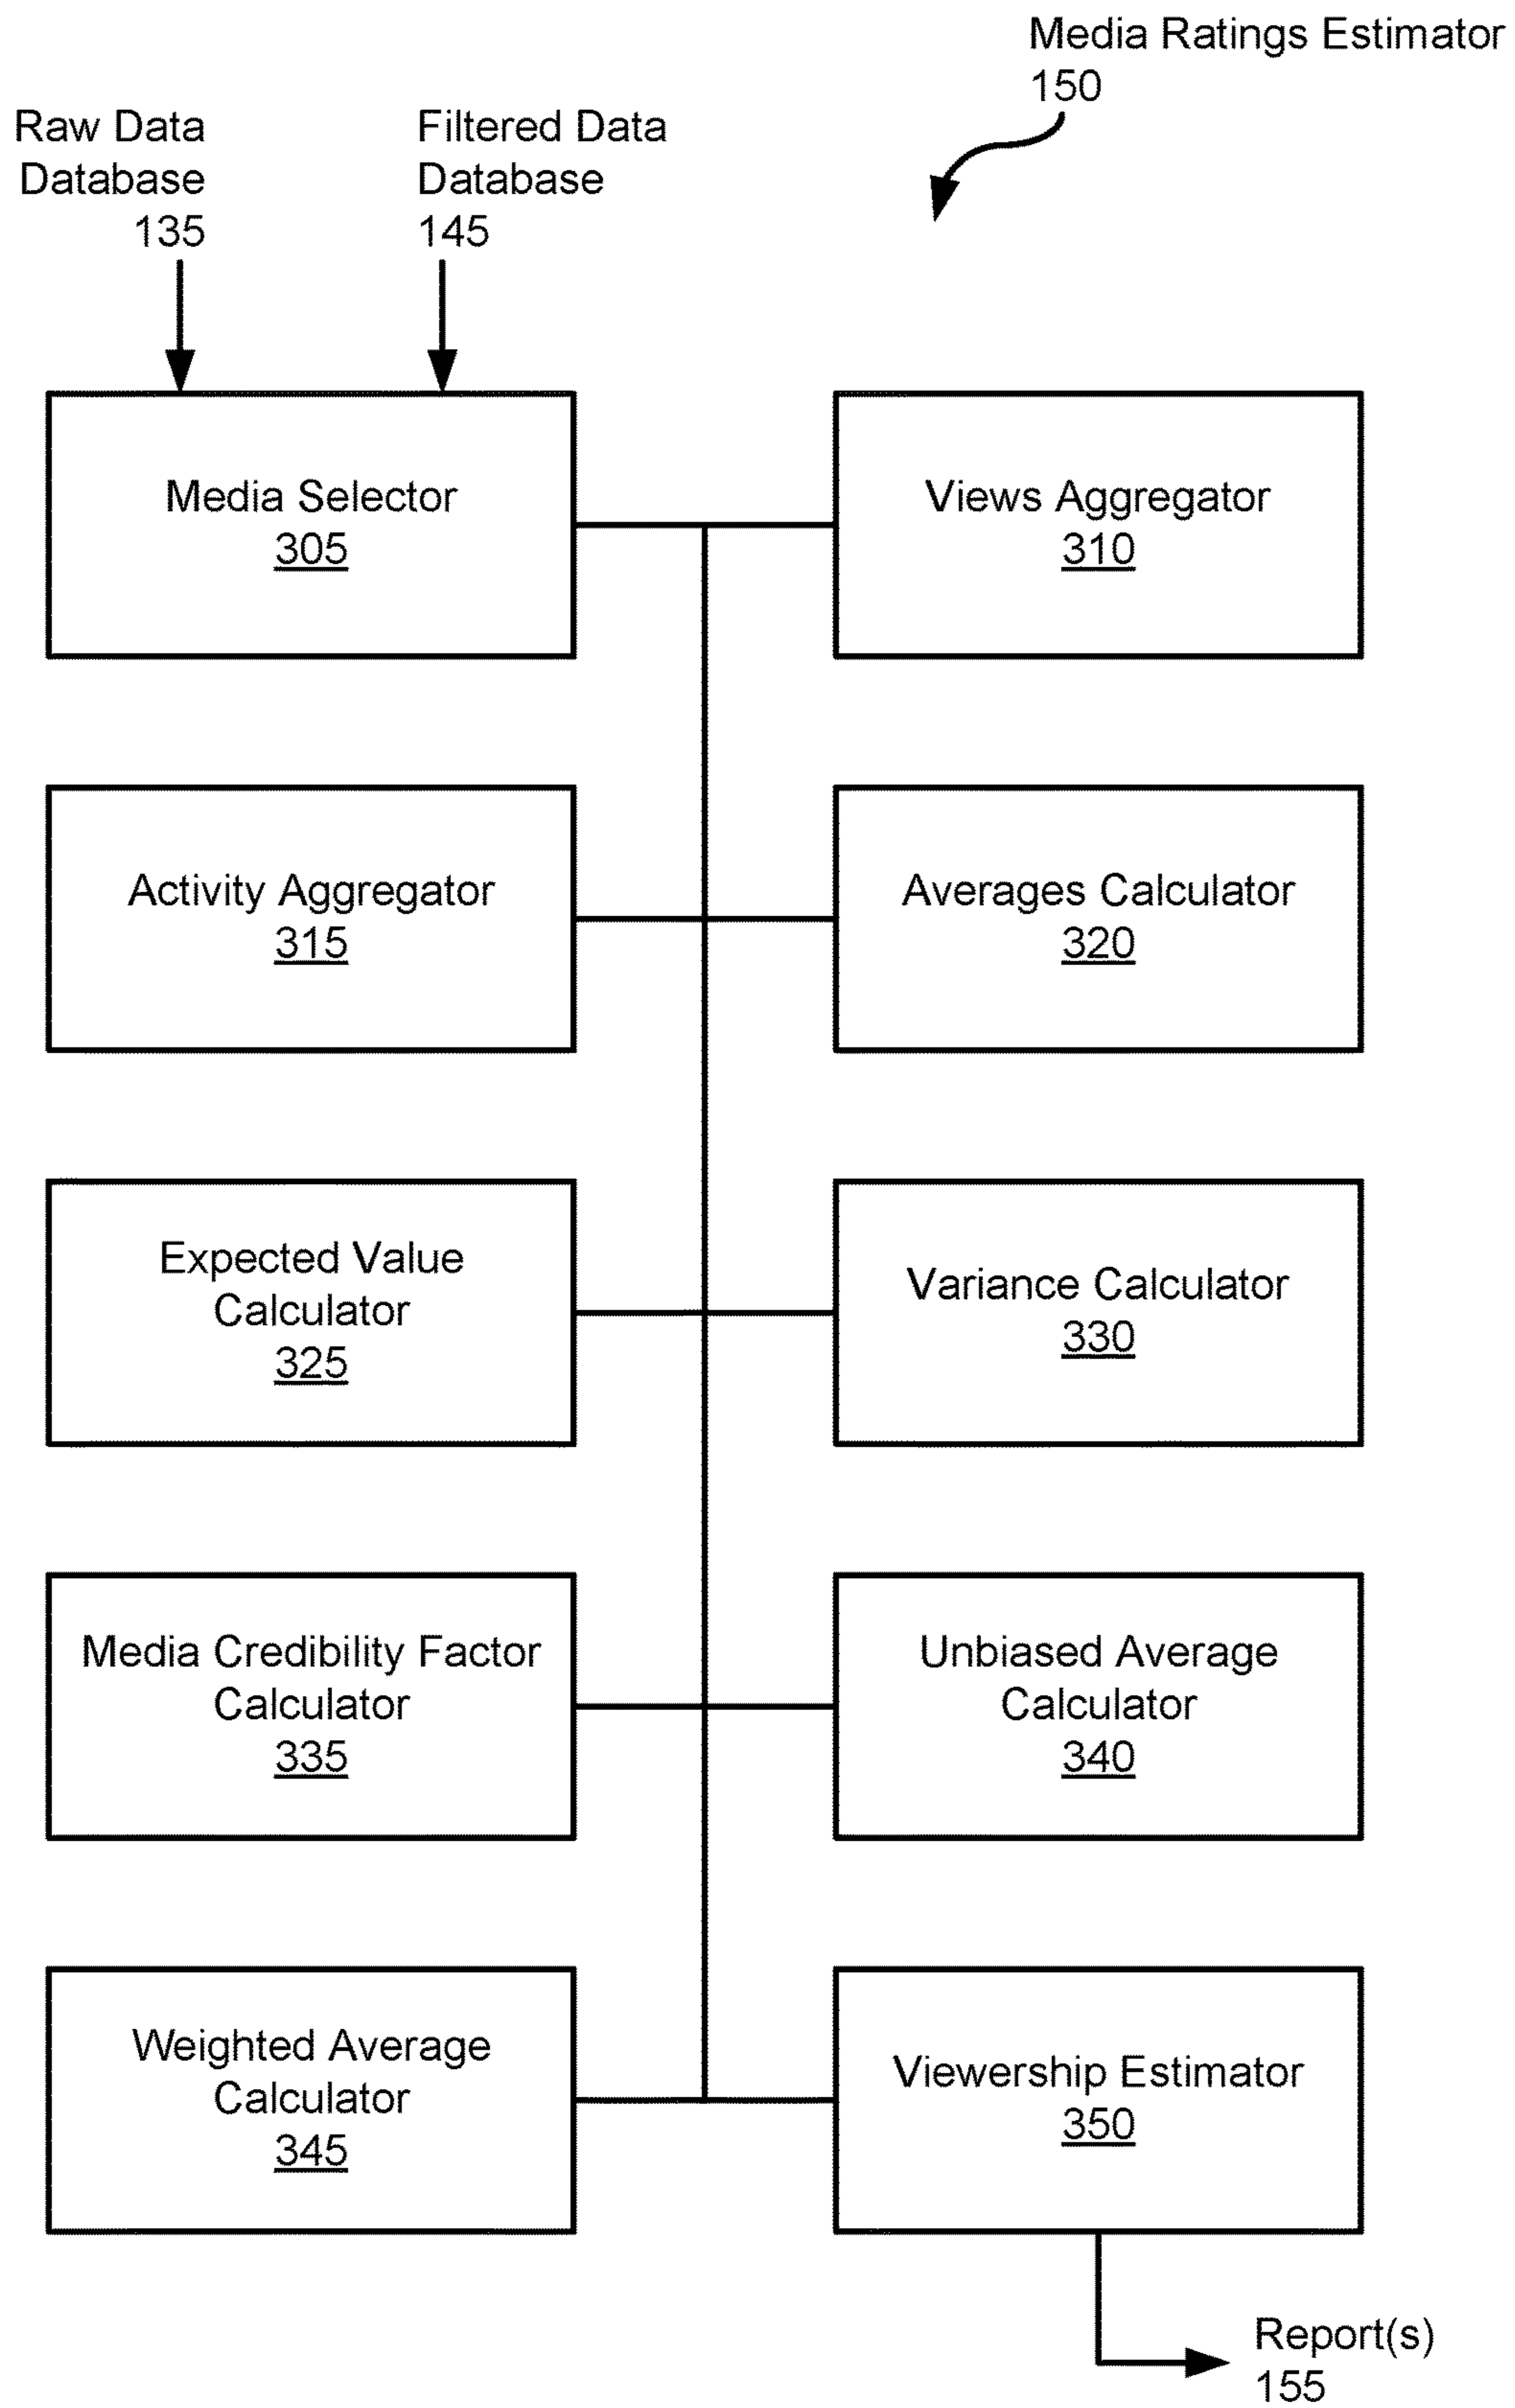 Media Ratings Estimator
150
Raw Data
Database
135
Filtered Data
Database
145
Media Selector
305
Views Aggregator
310
Activity Aggregator
315
Averages Calculator
320
Expected Value
Calculator
325
Variance Calculator
330
Media Credibility Factor
Calculator
335
Unbiased Average
Calculator
340
Weighted Average
Calculator
345
Viewership Estimator
350
Report(s)
155